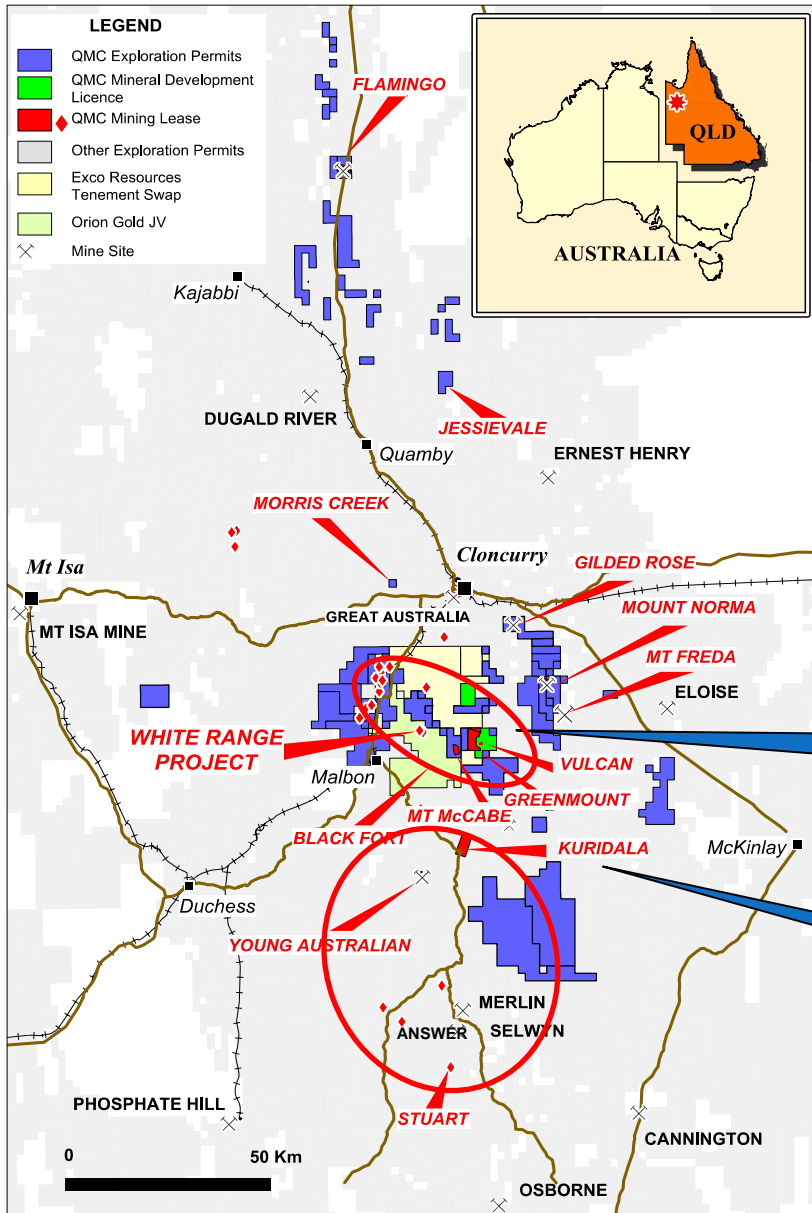 LEGEND
QMC Exploration Permits
QMC Mineral Development
Licence
QMC Mining Lease
Other Exploration Permits
Exco Resources
Tenement Swap
Orion Gold JV
Mine Site
QLD
AUSTRALIA
FLAMINGO
Kajabbi
DUGALD RIVER
JESSIEVALE
Quamby
ERNEST HENRY
MORRIS CREEK
Cloncurry
Mt Isa
GILDED ROSE
GREAT AUSTRALIA
MOUNT NORMA
MT ISA MINE
MT FREDA
ELOISE
WHITE RANGE
PROJECT
VULCAN
Malbon
GREENMOUNT
MT McCABE
BLACK FORT
KURIDALA
McKinlay
Duchess
YOUNG AUSTRALIAN
MERLIN
SELWYN
ANSWER
PHOSPHATE HILL
STUART
CANNINGTON
0
50 Km
OSBORNE